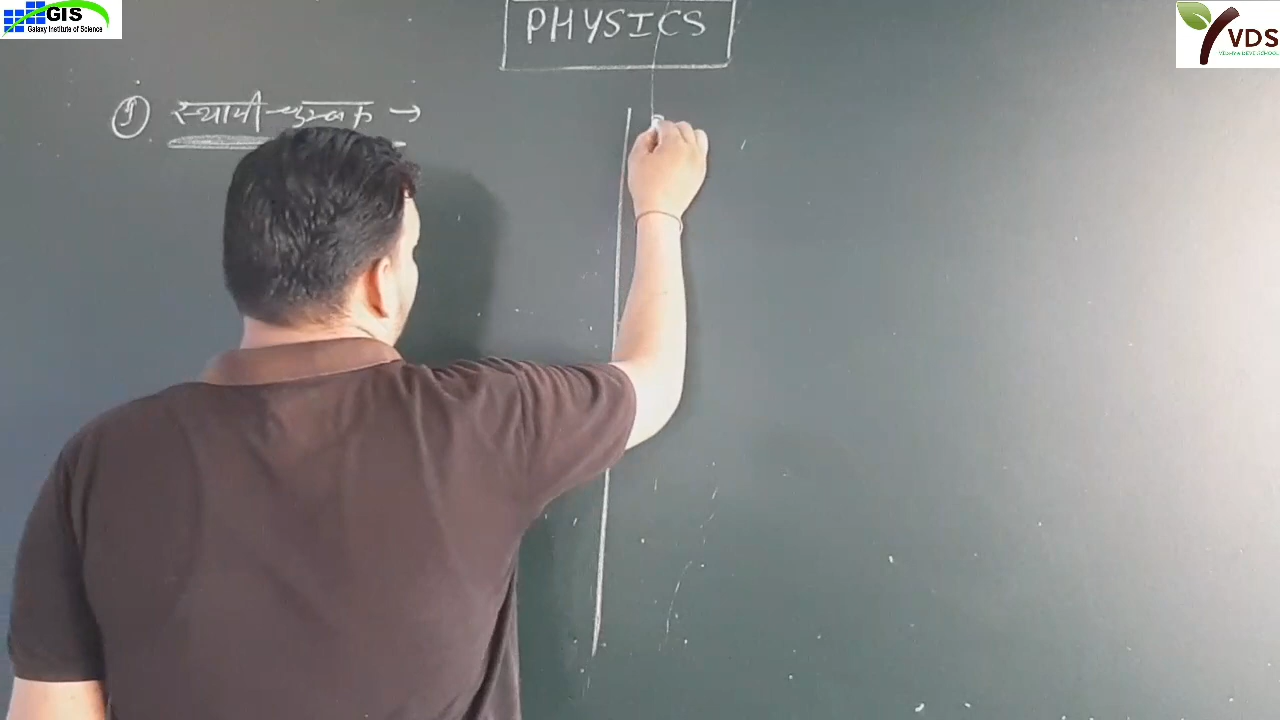 GIS
Galaxy Institute of Science
PHYSICS
VDS
① स्थायी चुम्बक →